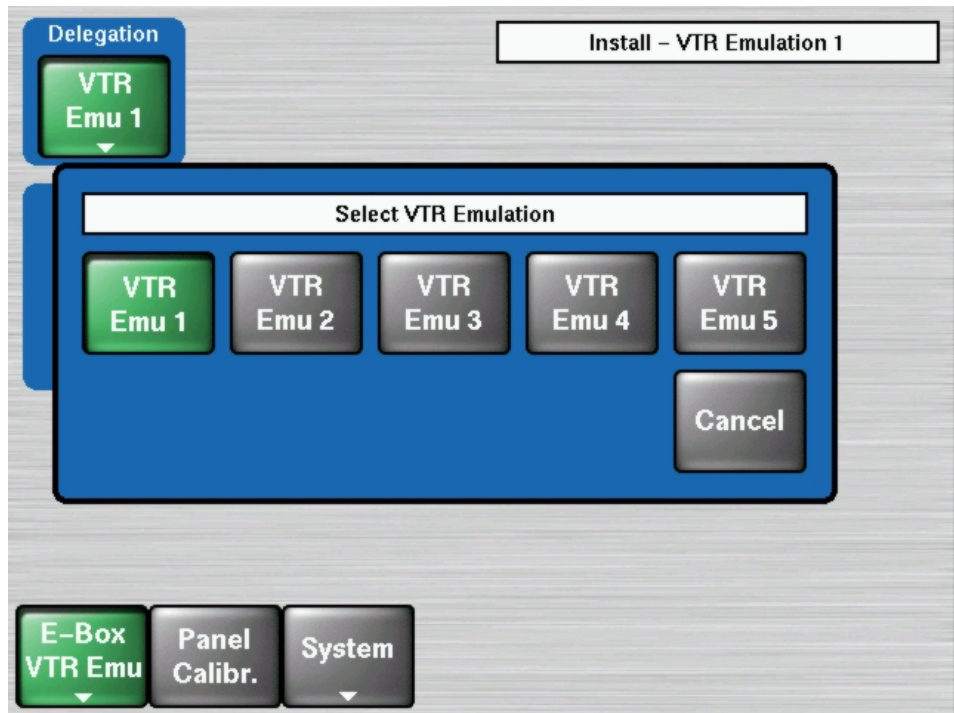 Delegation
Install – VTR Emulation 1
VTR
Emu 1
Select VTR Emulation
VTR
Emu 1
VTR
Emu 2
VTR
Emu 3
VTR
Emu 4
VTR
Emu 5
Cancel
E–Box
VTR Emu
Panel
Calibr.
System